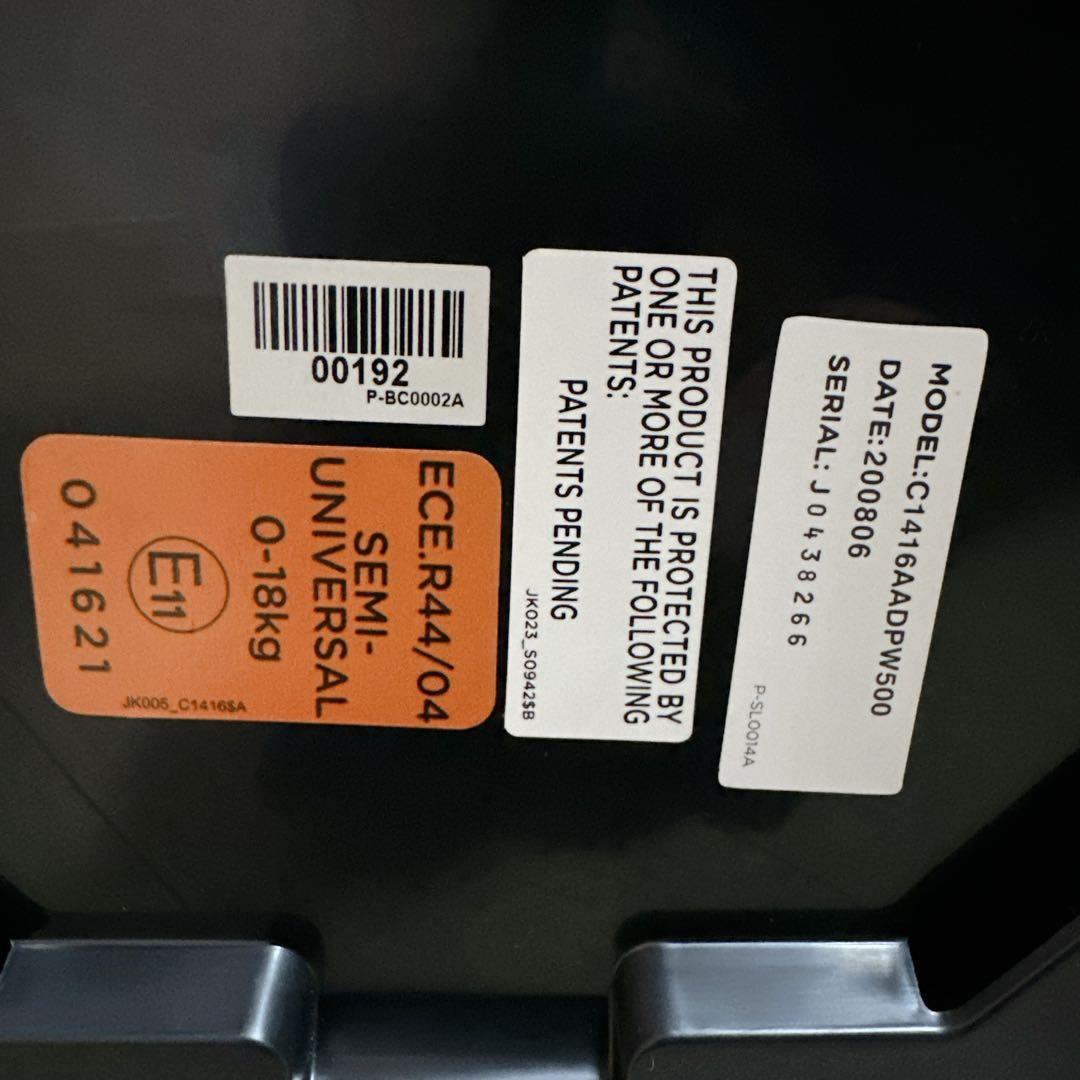 00192
P-BC0002A
ECE.R44/04
SEMI-
UNIVERSAL
0-18kg
E11
041621
JK005_C1416$A
THIS PRODUCT IS PROTECTED BY
ONE OR MORE OF THE FOLLOWING
PATENTS:
PATENTS PENDING
JK023_S0942$B
MODEL:C1416AADPW500
DATE:200806
SERIAL:J0438266
P-SL0014A